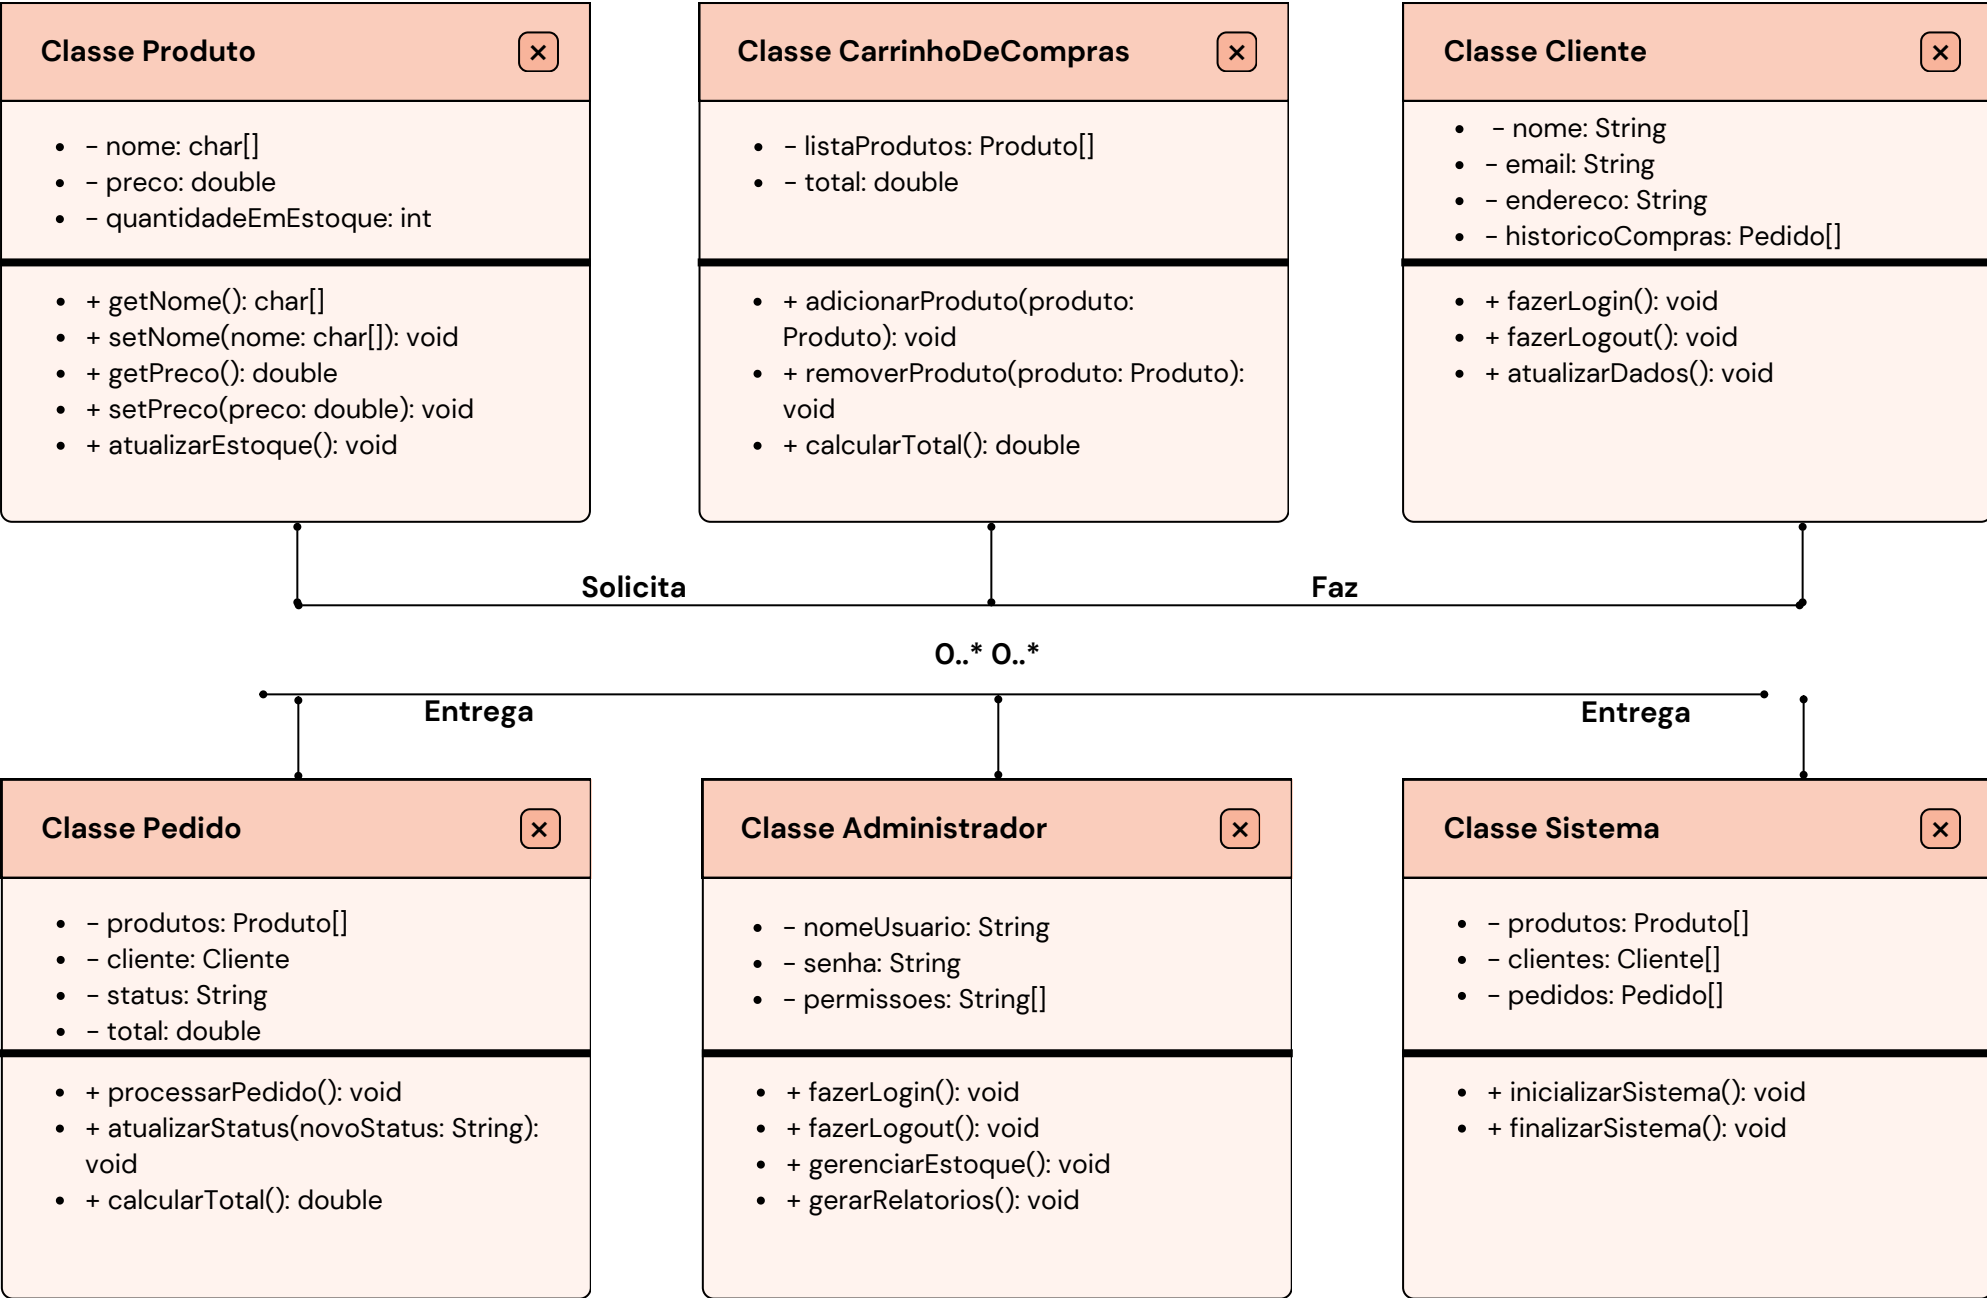 Classe Produto
- nome: char[]
- preco: double
- quantidadeEmEstoque: int
+ getNome(): char[]
+ setNome(nome: char[]): void
+ getPreco(): double
+ setPreco(preco: double): void
+ atualizarEstoque(): void
Classe CarrinhoDeCompras
- listaProdutos: Produto[]
- total: double
+ adicionarProduto(produto:
Produto): void
+ removerProduto(produto: Produto):
void
+ calcularTotal(): double
Classe Cliente
- nome: String
- email: String
- endereco: String
- historicoCompras: Pedido[]
+ fazerLogin(): void
+ fazerLogout(): void
+ atualizarDados(): void
Solicita
Faz
0..* 0..*
Entrega
Entrega
Classe Pedido
- produtos: Produto[]
- cliente: Cliente
- status: String
- total: double
+ processarPedido(): void
+ atualizarStatus(novoStatus: String):
void
+ calcularTotal(): double
Classe Administrador
- nomeUsuario: String
- senha: String
- permissoes: String[]
+ fazerLogin(): void
+ fazerLogout(): void
+ gerenciarEstoque(): void
+ gerarRelatorios(): void
Classe Sistema
- produtos: Produto[]
- clientes: Cliente[]
- pedidos: Pedido[]
+ inicializarSistema(): void
+ finalizarSistema(): void